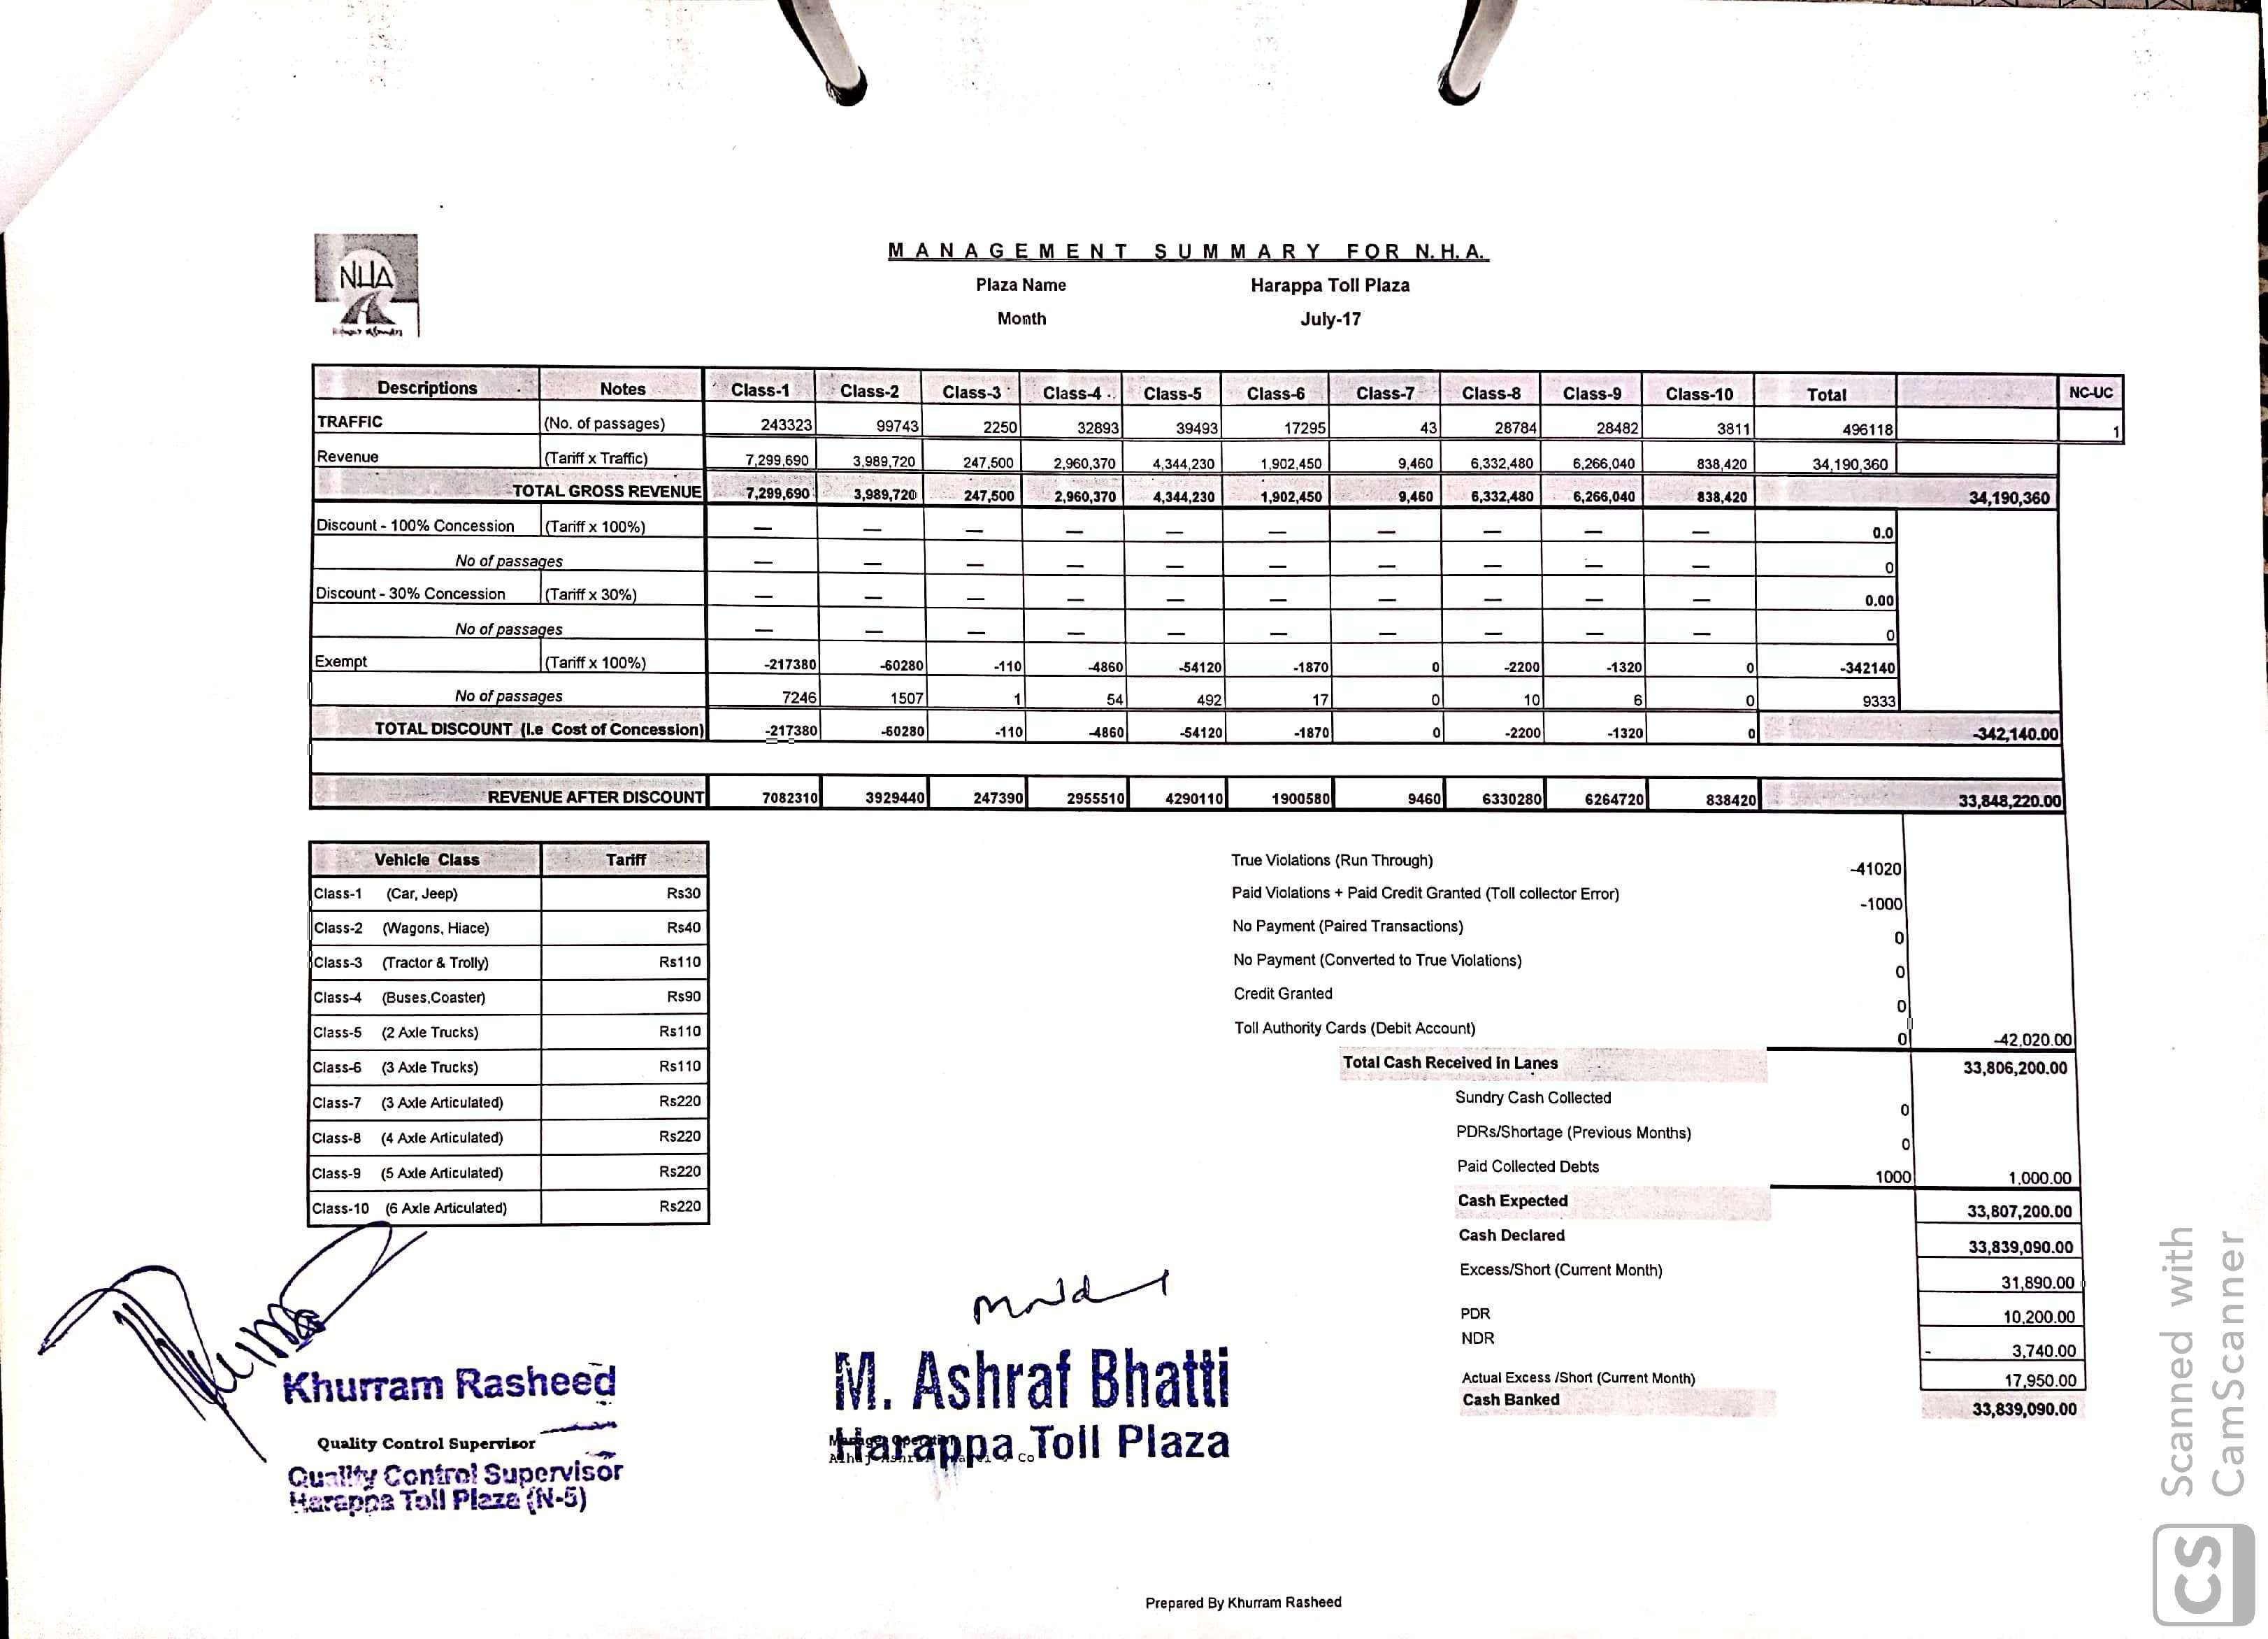 NHA
MANAGEMENT SUMMARY FOR N.H.A.
Plaza Name Harappa Toll Plaza
Month July-17
Descriptions Notes Class-1 Class-2 Class-3 Class-4 Class-5 Class-6 Class-7 Class-8 Class-9 Class-10 Total NC-UC
TRAFFIC (No. of passages) 243323 99743 2250 32893 39493 17295 43 28784 28482 3811 496118 1
Revenue (Tariff x Traffic) 7,299,690 3,989,720 247,500 2,960,370 4,344,230 1,902,450 9,460 6,332,480 6,266,040 838,420 34,190,360
TOTAL GROSS REVENUE 7,299,690 3,989,720 247,500 2,960,370 4,344,230 1,902,450 9,460 6,332,480 6,266,040 838,420 34,190,360
Discount - 100% Concession (Tariff x 100%) — — — — — — — — — — 0.0
No of passages — — — — — — — — — — 0
Discount - 30% Concession (Tariff x 30%) — — — — — — — — — — 0.00
No of passages — — — — — — — — — — 0
Exempt (Tariff x 100%) -217380 -60280 -110 -4860 -54120 -1870 0 -2200 -1320 0 -342140
No of passages 7246 1507 1 54 492 17 0 10 6 0 9333
TOTAL DISCOUNT (I.e Cost of Concession) -217380 -60280 -110 -4860 -54120 -1870 0 -2200 -1320 0 -342,140.00
REVENUE AFTER DISCOUNT 7082310 3929440 247390 2955510 4290110 1900580 9460 6330280 6264720 838420 33,848,220.00
Vehicle Class Tariff
Class-1 (Car, Jeep) Rs30
Class-2 (Wagons, Hiace) Rs40
Class-3 (Tractor & Trolly) Rs110
Class-4 (Buses,Coaster) Rs90
Class-5 (2 Axle Trucks) Rs110
Class-6 (3 Axle Trucks) Rs110
Class-7 (3 Axle Articulated) Rs220
Class-8 (4 Axle Articulated) Rs220
Class-9 (5 Axle Articulated) Rs220
Class-10 (6 Axle Articulated) Rs220
True Violations (Run Through) -41020
Paid Violations + Paid Credit Granted (Toll collector Error) -1000
No Payment (Paired Transactions) 0
No Payment (Converted to True Violations) 0
Credit Granted 0
Toll Authority Cards (Debit Account) 0 -42,020.00
Total Cash Received in Lanes 33,806,200.00
Sundry Cash Collected 0
PDRs/Shortage (Previous Months) 0
Paid Collected Debts 1000 1,000.00
Cash Expected 33,807,200.00
Cash Declared 33,839,090.00
Excess/Short (Current Month) 31,890.00
PDR 10,200.00
NDR - 3,740.00
Actual Excess /Short (Current Month) 17,950.00
Cash Banked 33,839,090.00
Khurram Rasheed
Quality Control Supervisor
Quality Control Supervisor
Harappa Toll Plaza (N-5)
M. Ashraf Bhatti
Harappa Toll Plaza
Prepared By Khurram Rasheed
Scanned with
CamScanner
CS